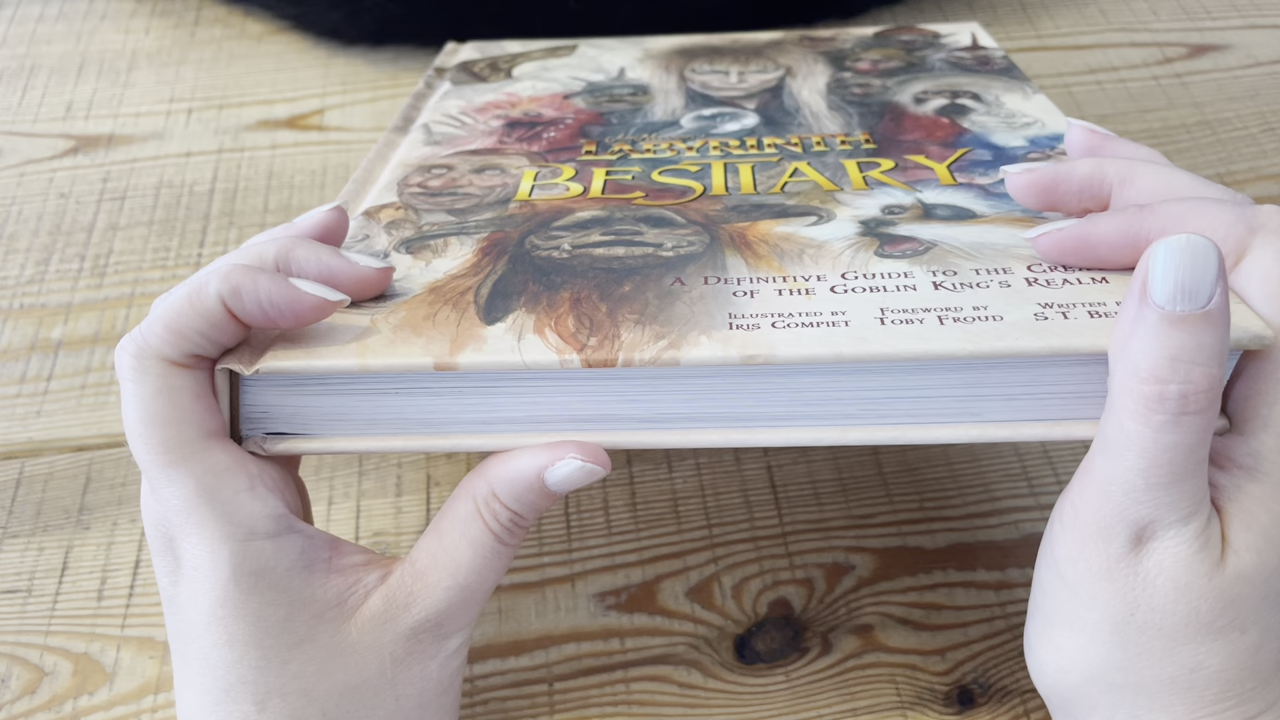 LABYRINTH
BESTIARY
A DEFINITIVE GUIDE TO THE
OF THE GOBLIN KING'S REALM
ILLUSTRATED BY
IRIS COMPIET
FOREWORD BY
TOBY FROUD
WRITTEN
S.T.